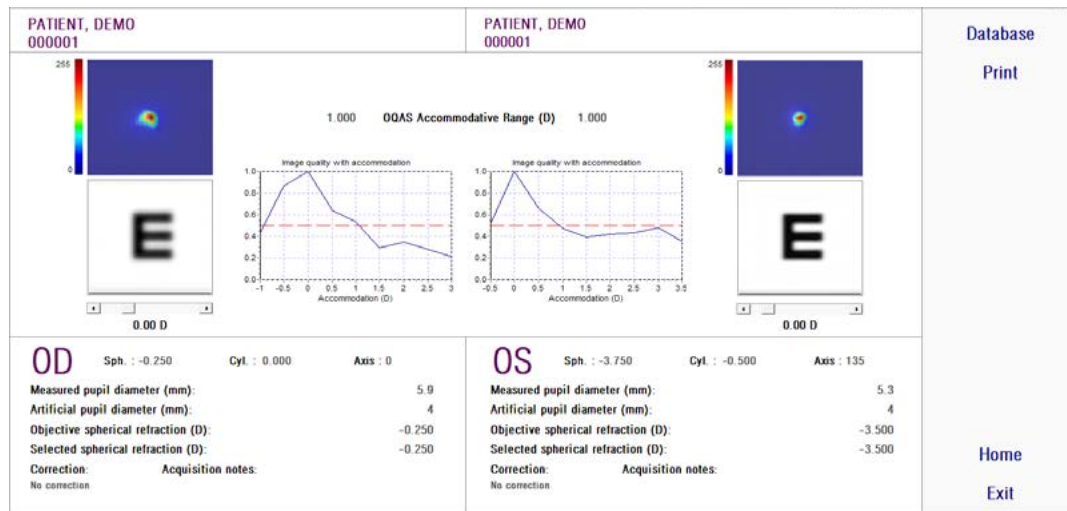 PATIENT, DEMO
000001
PATIENT, DEMO
000001
Database
Print
255
0
255
0
1.000 OQAS Accommodative Range (D) 1.000
Image quality with accommodation
1.0
0.8
0.6
0.4
0.2
0.0
-1 -0.5 0 0.5 1 1.5 2 2.5 3
Accommodation (D)
Image quality with accommodation
1.0
0.8
0.6
0.4
0.2
0.0
-0.5 0 0.5 1 1.5 2 2.5 3 3.5
Accommodation (D)
E
E
0.00 D
0.00 D
OD Sph. : -0.250 Cyl. : 0.000 Axis : 0
Measured pupil diameter (mm): 5.9
Artificial pupil diameter (mm): 4
Objective spherical refraction (D): -0.250
Selected spherical refraction (D): -0.250
Correction: Acquisition notes:
No correction
OS Sph. : -3.750 Cyl. : -0.500 Axis : 135
Measured pupil diameter (mm): 5.3
Artificial pupil diameter (mm): 4
Objective spherical refraction (D): -3.500
Selected spherical refraction (D): -3.500
Correction: Acquisition notes:
No correction
Home
Exit